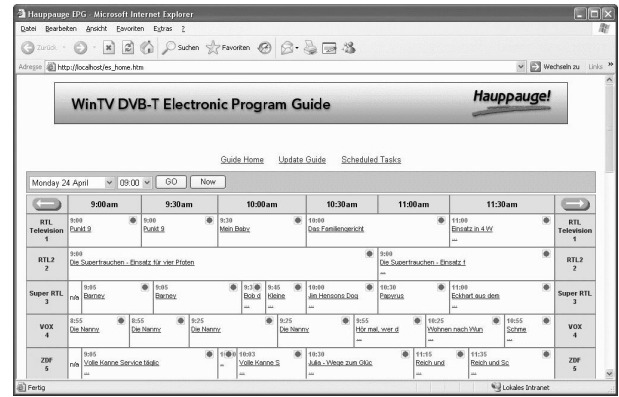 Hauppauge EPG - Microsoft Internet Explorer
Datei Bearbeiten Ansicht Favoriten Extras ?
Zurück Suchen Favoriten
Adresse http://localhost/es_home.htm Wechseln zu Links »
WinTV DVB-T Electronic Program Guide Hauppauge!
Guide Home Update Guide Scheduled Tasks
Monday 24 April 09:00 GO Now
9:00am 9:30am 10:00am 10:30am 11:00am 11:30am
RTL Television 1
9:00 Punkt 9
9:00 Punkt 9
9:30 Mein Baby
10:00 Das Familiengericht
11:00 Einsatz in 4 W ...
RTL Television 1
RTL2 2
9:00 Die Supertrauchen - Einsatz für vier Pfoten
9:00 Die Supertrauchen - Einsatz f ...
RTL2 2
Super RTL 3
n/a
9:05 Barney
9:05 Barney
9:3 Bob d ...
9:45 Kleine ...
10:00 Jim Hensons Dog ...
10:30 Papyrus
11:00 Eckhart aus dem ...
Super RTL 3
VOX 4
8:55 Die Nanny
8:55 Die Nanny
9:25 Die Nanny
9:25 Die Nanny
9:55 Hör mal, wer d ...
10:25 Wohnen nach Wun ...
10:55 Schme ...
VOX 4
ZDF 5
n/a
9:05 Volle Kanne Service täglic ...
10:03 Volle Kanne S ...
10:30 Julia - Wege zum Glüc ...
11:15 Reich und ...
11:35 Reich und Sc ...
ZDF 5
Fertig Lokales Intranet